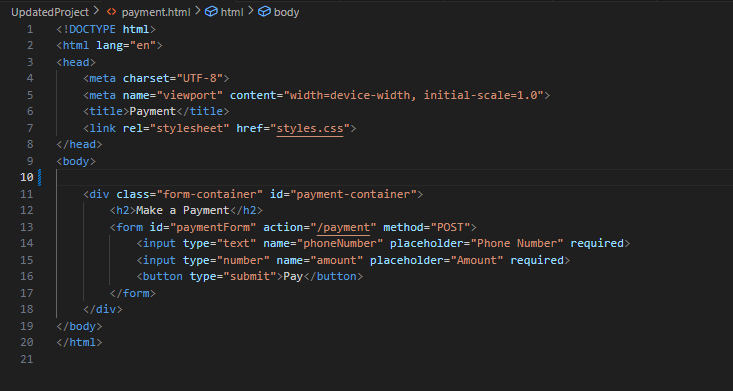 UpdatedProject > payment.html > html > body
1 <!DOCTYPE html>
2 <html lang="en">
3 <head>
4     <meta charset="UTF-8">
5     <meta name="viewport" content="width=device-width, initial-scale=1.0">
6     <title>Payment</title>
7     <link rel="stylesheet" href="styles.css">
8 </head>
9 <body>
10
11     <div class="form-container" id="payment-container">
12         <h2>Make a Payment</h2>
13         <form id="paymentForm" action="/payment" method="POST">
14             <input type="text" name="phoneNumber" placeholder="Phone Number" required>
15             <input type="number" name="amount" placeholder="Amount" required>
16             <button type="submit">Pay</button>
17         </form>
18     </div>
19 </body>
20 </html>
21